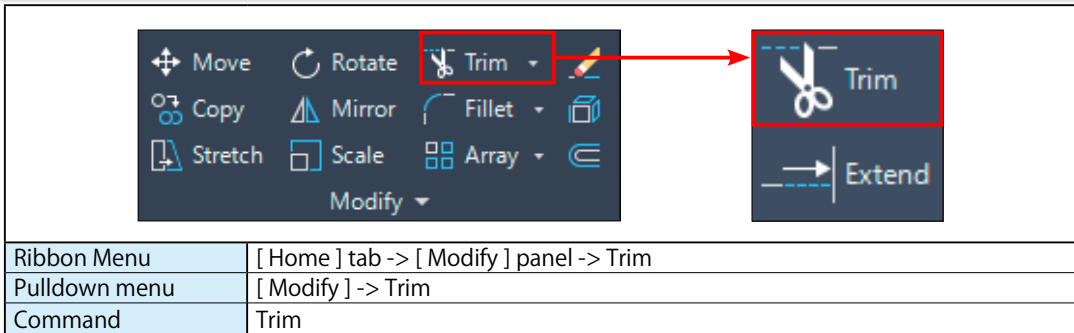 Move Rotate Trim
Copy Mirror Fillet
Stretch Scale Array
Modify
Trim
Extend
Ribbon Menu [ Home ] tab -> [ Modify ] panel -> Trim
Pulldown menu [ Modify ] -> Trim
Command Trim